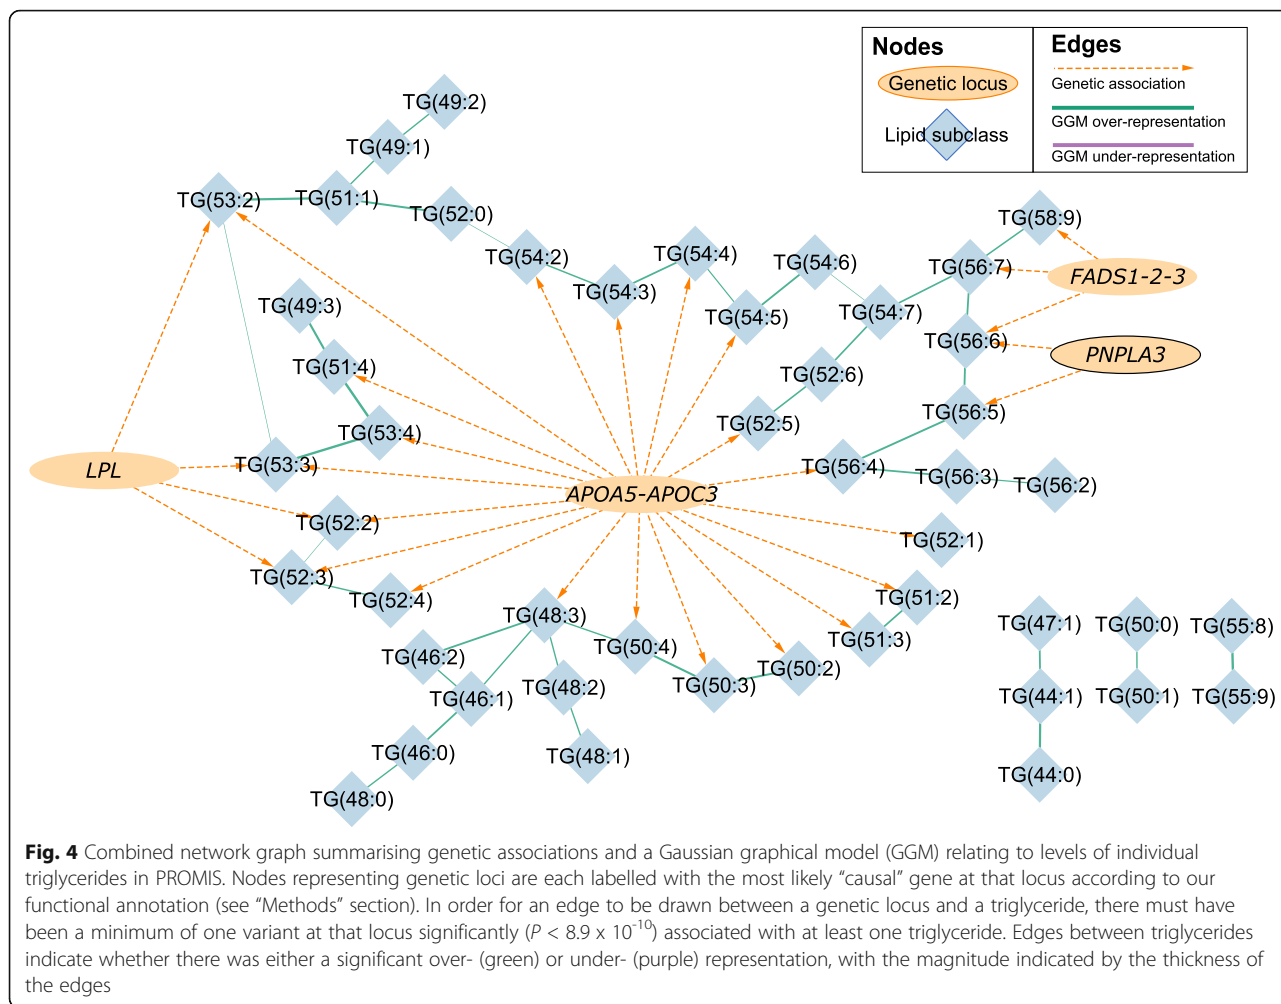 Nodes
Edges
Genetic locus
Genetic association
Lipid subclass
GGM over-representation
GGM under-representation
TG(49:2)
TG(49:1)
TG(53:2)
TG(51:1)
TG(52:0)
TG(54:2)
TG(54:3)
TG(54:4)
TG(54:5)
TG(54:6)
TG(54:7)
TG(58:9)
TG(56:7)
FADS1-2-3
TG(49:3)
TG(51:4)
TG(53:4)
TG(53:3)
TG(56:6)
PNPLA3
TG(52:6)
TG(52:5)
TG(56:5)
TG(56:4)
TG(56:3)
TG(56:2)
LPL
APOA5-APOC3
TG(52:2)
TG(52:3)
TG(52:4)
TG(52:1)
TG(51:2)
TG(51:3)
TG(48:3)
TG(50:4)
TG(50:3)
TG(50:2)
TG(46:2)
TG(46:1)
TG(48:2)
TG(48:1)
TG(46:0)
TG(48:0)
TG(47:1)
TG(50:0)
TG(55:8)
TG(44:1)
TG(50:1)
TG(55:9)
TG(44:0)
Fig. 4 Combined network graph summarising genetic associations and a Gaussian graphical model (GGM) relating to levels of individual
triglycerides in PROMIS. Nodes representing genetic loci are each labelled with the most likely “causal” gene at that locus according to our
functional annotation (see “Methods” section). In order for an edge to be drawn between a genetic locus and a triglyceride, there must have
been a minimum of one variant at that locus significantly (P < 8.9 x 10⁻¹⁰) associated with at least one triglyceride. Edges between triglycerides
indicate whether there was either a significant over- (green) or under- (purple) representation, with the magnitude indicated by the thickness of
the edges